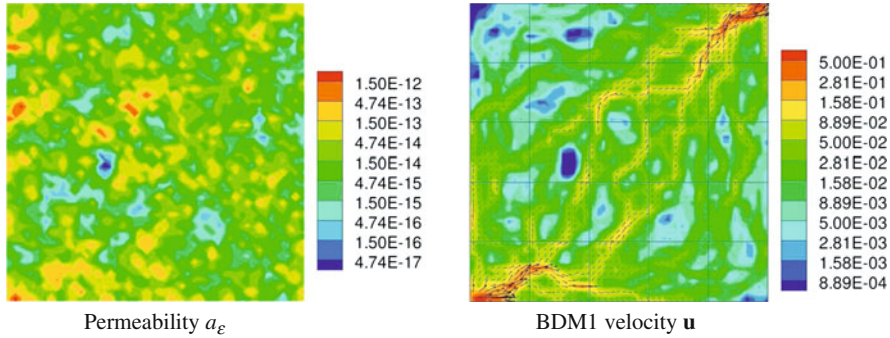 1.50E-12
4.74E-13
1.50E-13
4.74E-14
1.50E-14
4.74E-15
1.50E-15
4.74E-16
1.50E-16
4.74E-17
Permeability aε
5.00E-01
2.81E-01
1.58E-01
8.89E-02
5.00E-02
2.81E-02
1.58E-02
8.89E-03
5.00E-03
2.81E-03
1.58E-03
8.89E-04
BDM1 velocity u